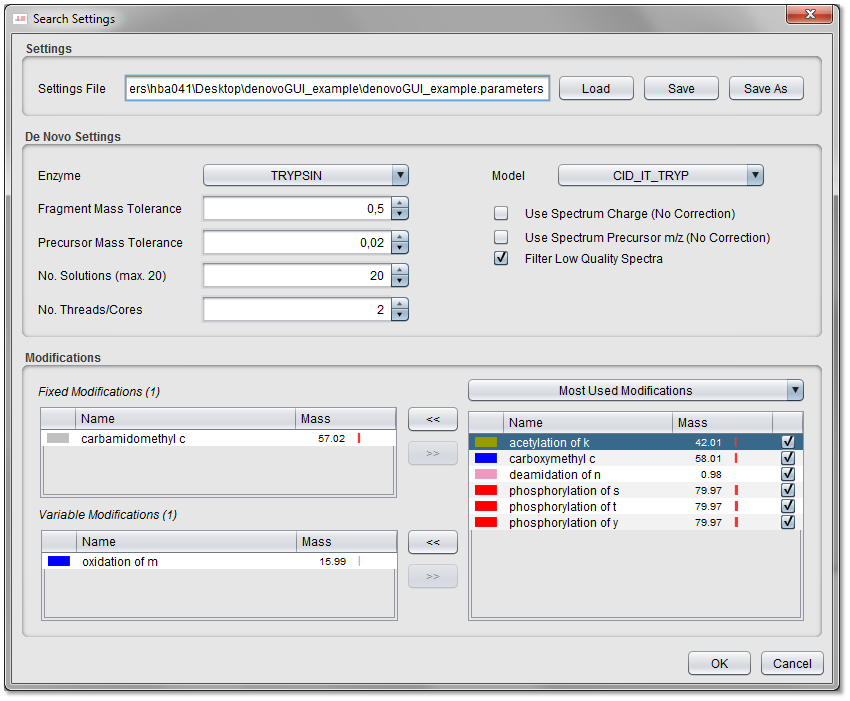 Search Settings
Settings
Settings File ers\hba041\Desktop\denovoGUI_example\denovoGUI_example.parameters Load Save Save As
De Novo Settings
Enzyme TRYPSIN Model CID_IT_TRYP
Fragment Mass Tolerance 0,5 Use Spectrum Charge (No Correction)
Precursor Mass Tolerance 0,02 Use Spectrum Precursor m/z (No Correction)
Filter Low Quality Spectra
No. Solutions (max. 20) 20
No. Threads/Cores 2
Modifications
Fixed Modifications (1) Most Used Modifications
Name Mass << Name Mass
carbamidomethyl c 57.02 >> acetylation of k 42.01
carboxymethyl c 58.01
deamidation of n 0.98
phosphorylation of s 79.97
phosphorylation of t 79.97
phosphorylation of y 79.97
Variable Modifications (1)
Name Mass <<
oxidation of m 15.99 >>
OK Cancel